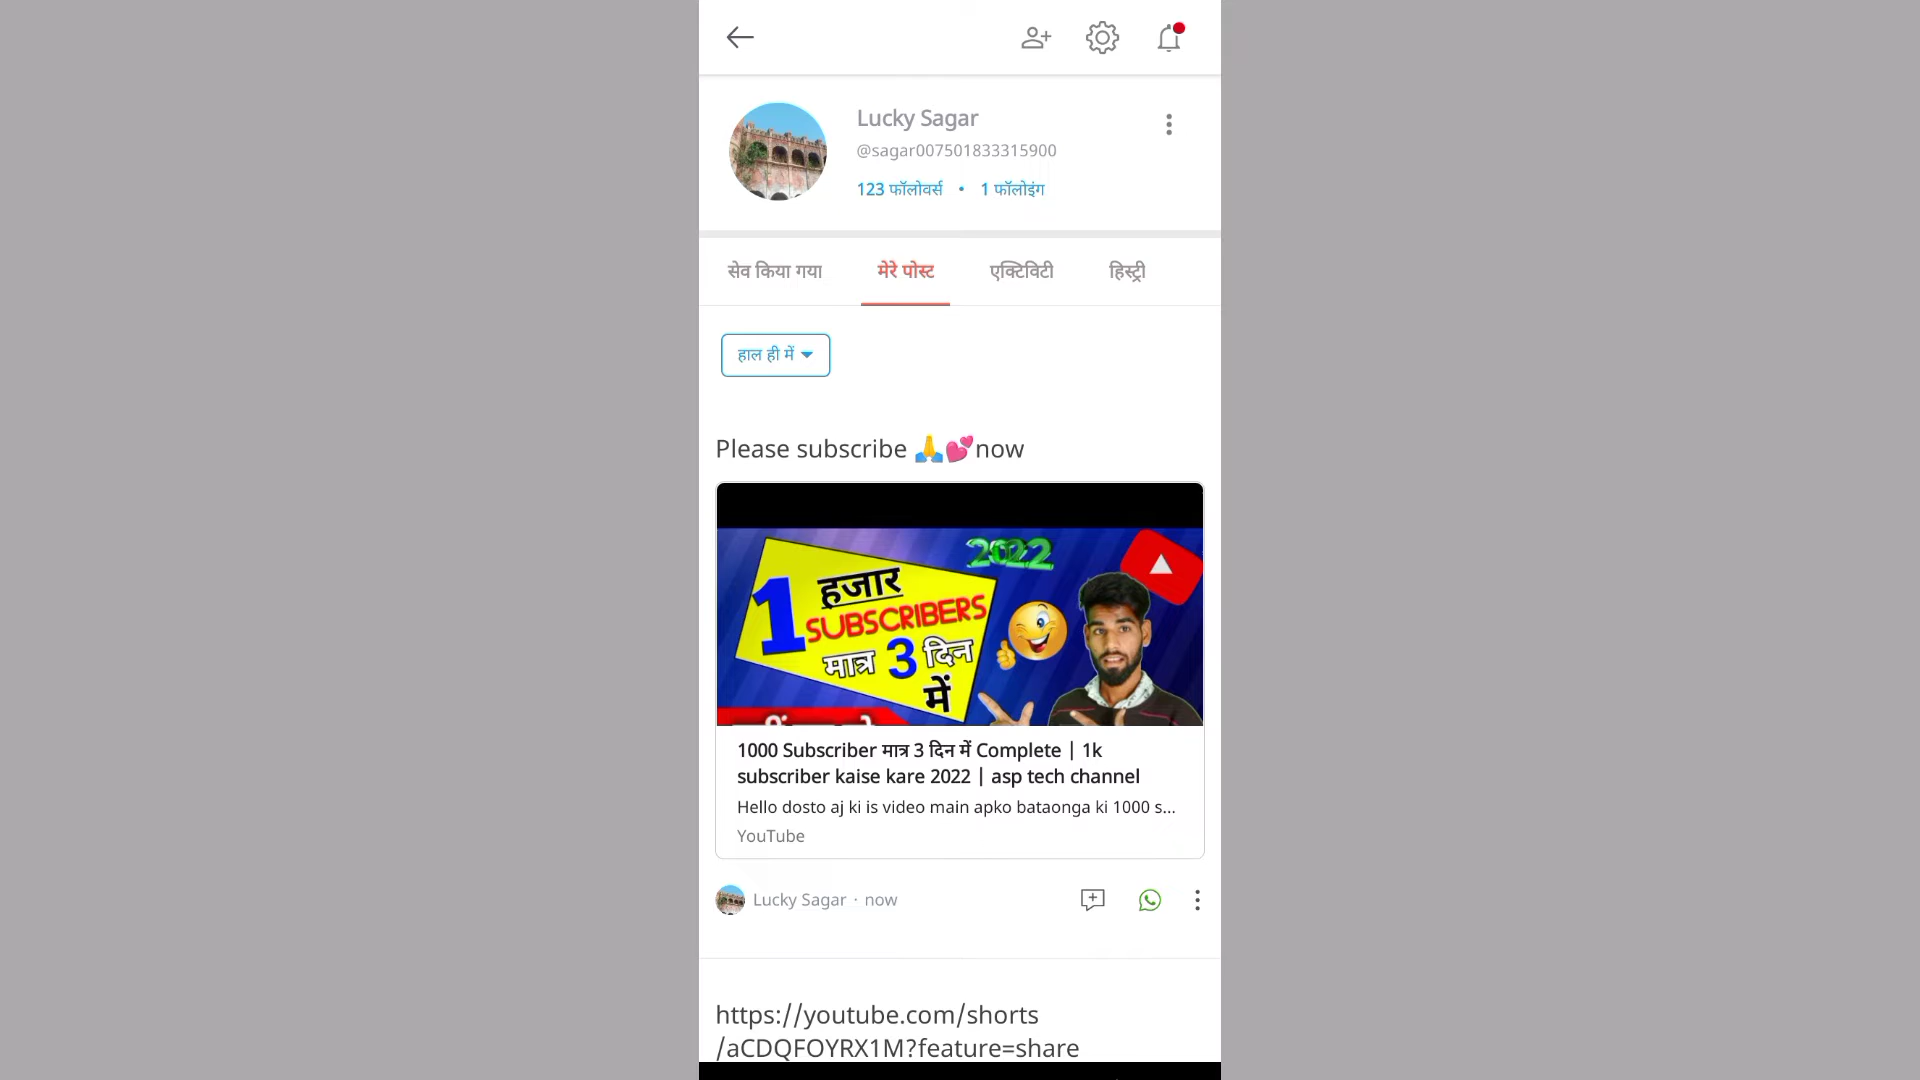 Lucky Sagar
@sagar007501833315900
123 फॉलोवर्स • 1 फॉलोइंग
सेव किया गया मेरे पोस्ट एक्टिविटी हिस्ट्री
हाल ही में
Please subscribe 🙏💕now
2022
1 हजार
SUBSCRIBERS
मात्र 3 दिन
में
1000 Subscriber मात्र 3 दिन में Complete | 1k
subscriber kaise kare 2022 | asp tech channel
Hello dosto aj ki is video main apko bataonga ki 1000 s...
YouTube
Lucky Sagar · now
https://youtube.com/shorts
/aCDQFOYRX1M?feature=share